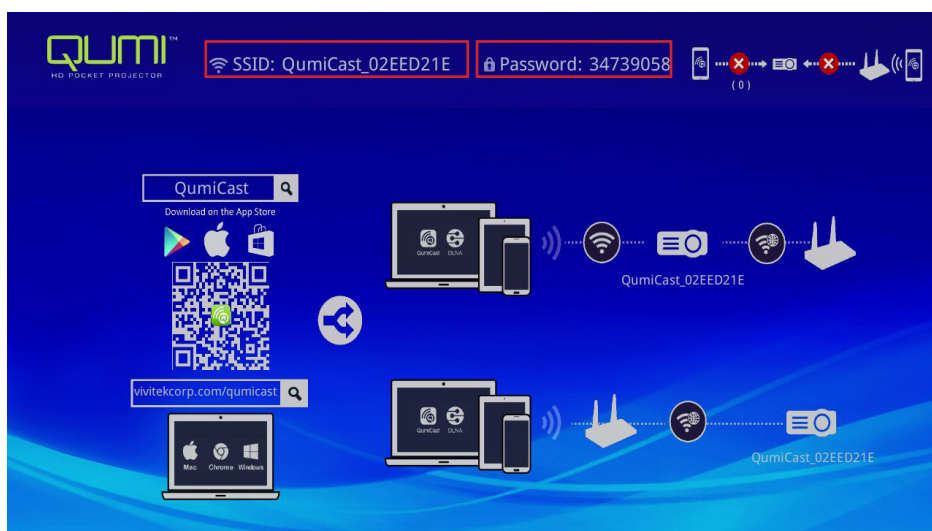 QUMI™
HD POCKET PROJECTOR
SSID: QumiCast_02EED21E
Password: 34739058
(0)
QumiCast
Download on the App Store
vivitekcorp.com/qumicast
Mac Chrome Windows
QumiCast DLNA
QumiCast_02EED21E
QumiCast DLNA
QumiCast_02EED21E